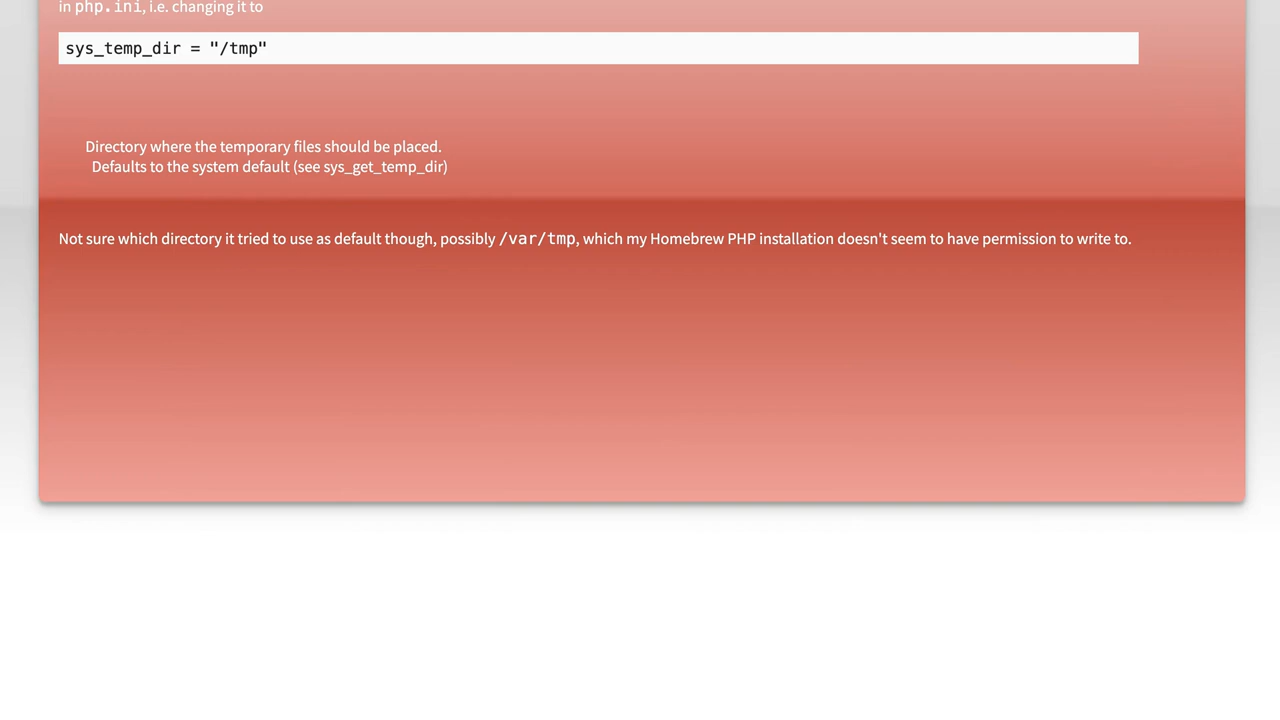 in php.ini, i.e. changing it to
sys_temp_dir = "/tmp"
Directory where the temporary files should be placed.
Defaults to the system default (see sys_get_temp_dir)
Not sure which directory it tried to use as default though, possibly /var/tmp, which my Homebrew PHP installation doesn't seem to have permission to write to.